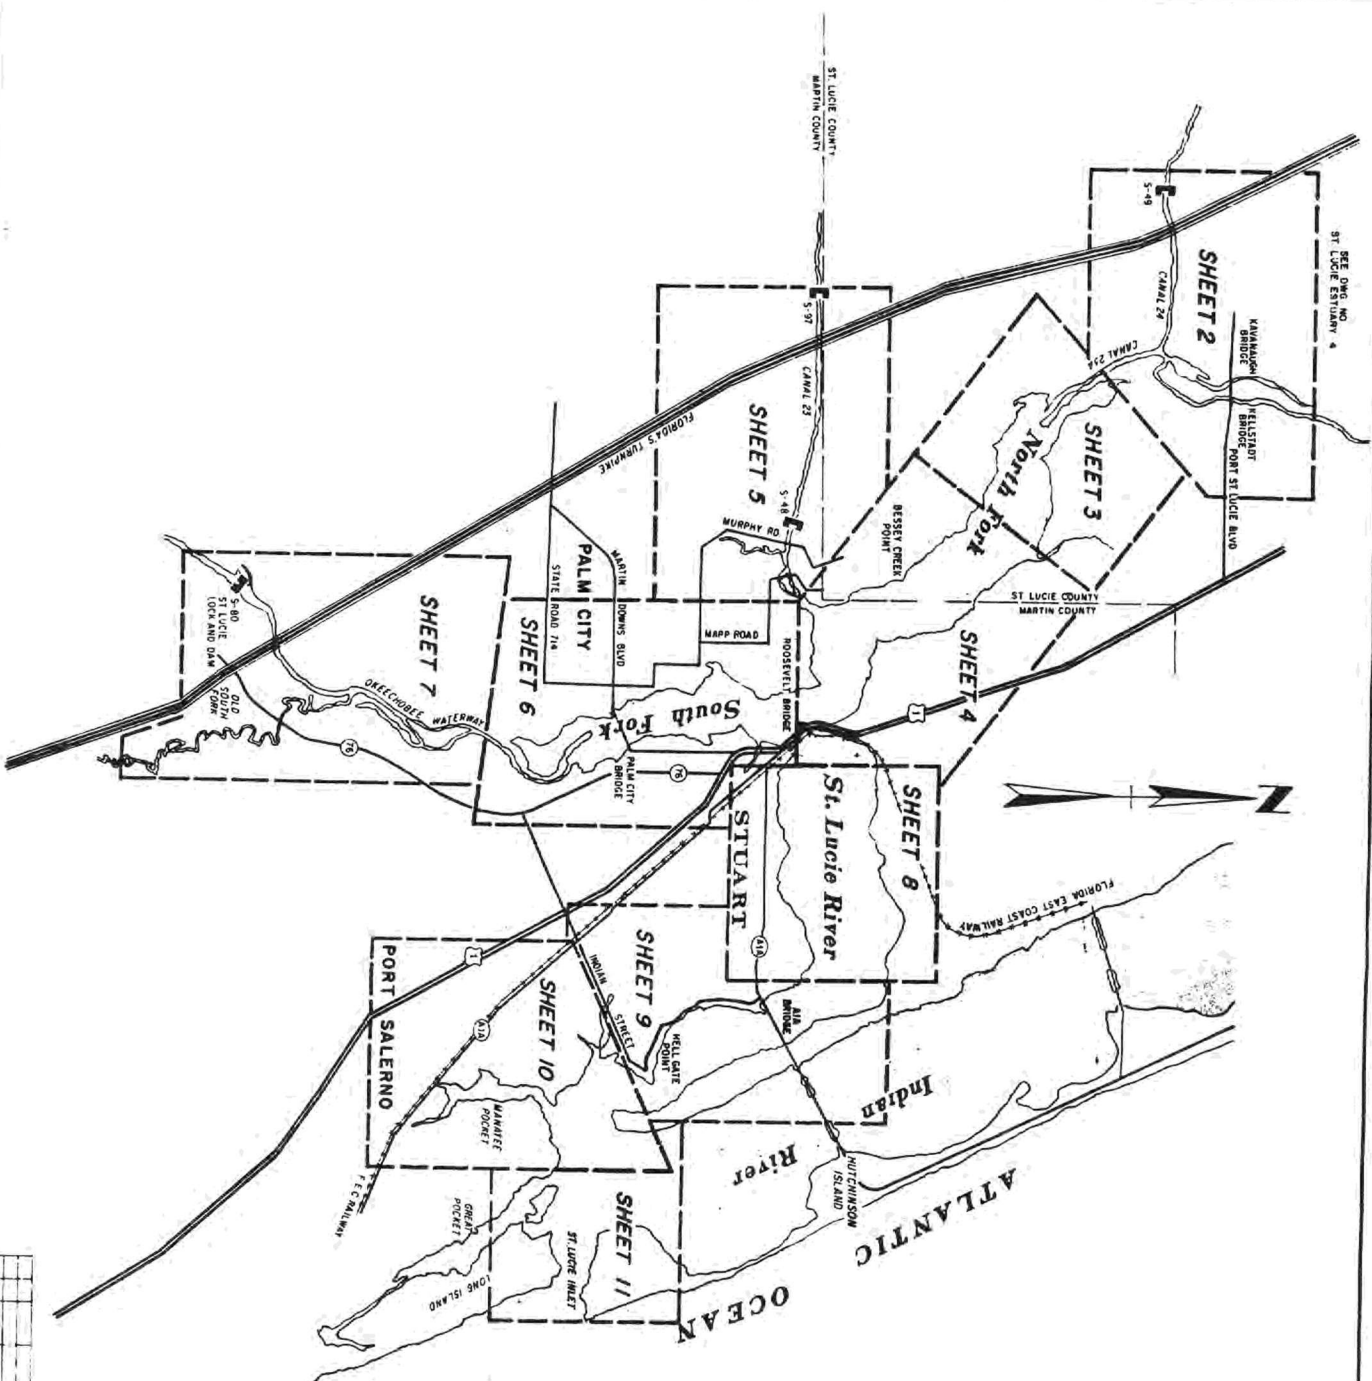 SEE DWG NO
ST. LUCIE ESTUARY 4
SHEET 2
S-49
CANAL 24
KAVANAUGH
BRIDGE
KELLSTADT
BRIDGE
PORT ST. LUCIE BLVD
CANAL 23A
SHEET 3
North Fork
ST. LUCIE COUNTY
MARTIN COUNTY
SHEET 4
1
BESSEY CREEK
POINT
ST. LUCIE COUNTY
MARTIN COUNTY
S-97
CANAL 23
SHEET 5
S-48
MURPHY RD
MAPP ROAD
ROOSEVELT BRIDGE
FLORIDA'S TURNPIKE
PALM CITY
MARTIN DOWNS BLVD
STATE ROAD 714
SHEET 6
South Fork
PALM CITY
BRIDGE
76
SHEET 7
S-80
ST LUCIE
LOCK AND DAM
OKEECHOBEE WATERWAY
OLD
SOUTH
FORK
76
N
SHEET 8
St. Lucie River
STUART
A1A
FLORIDA EAST COAST RAILWAY
A1A
BRIDGE
SHEET 9
INDIAN STREET
HELL GATE
POINT
SHEET 10
1
A1A
PORT SALERNO
MANATEE
POCKET
F.E.C RAILWAY
Indian River
HUTCHINSON
ISLAND
SHEET 11
ST. LUCIE INLET
GREAT
POCKET
LONG ISLAND
ATLANTIC
OCEAN